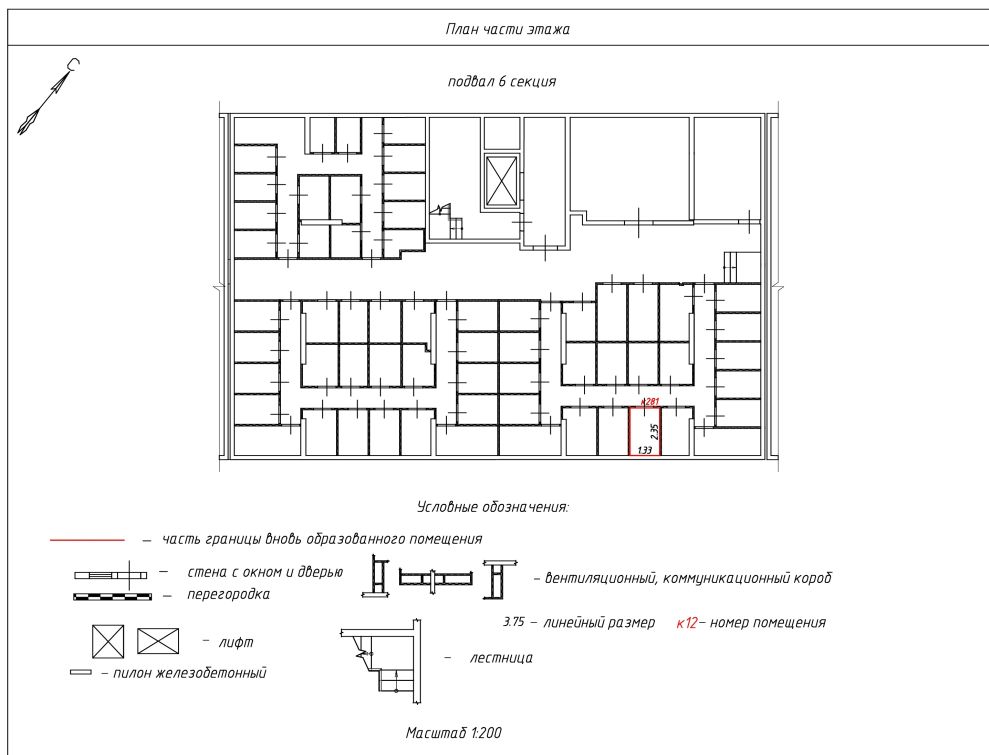 План части этажа
С
подвал 6 секция
к281
2.35
1.33
Условные обозначения:
– часть границы вновь образованного помещения
– стена с окном и дверью
– перегородка
– вентиляционный, коммуникационный короб
3.75 – линейный размер к12– номер помещения
– лифт
– лестница
– пилон железобетонный
Масштаб 1:200